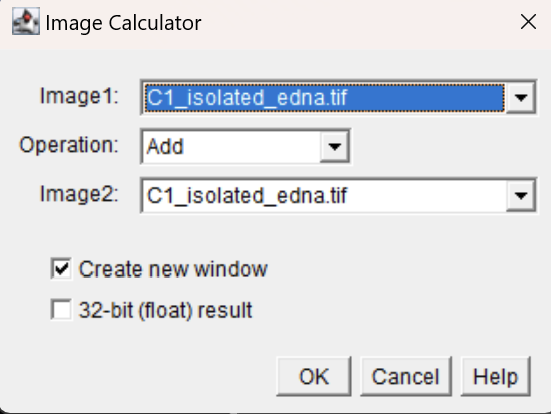 Image Calculator
Image1: C1_isolated_edna.tif
Operation: Add
Image2: C1_isolated_edna.tif
Create new window
32-bit (float) result
OK Cancel Help